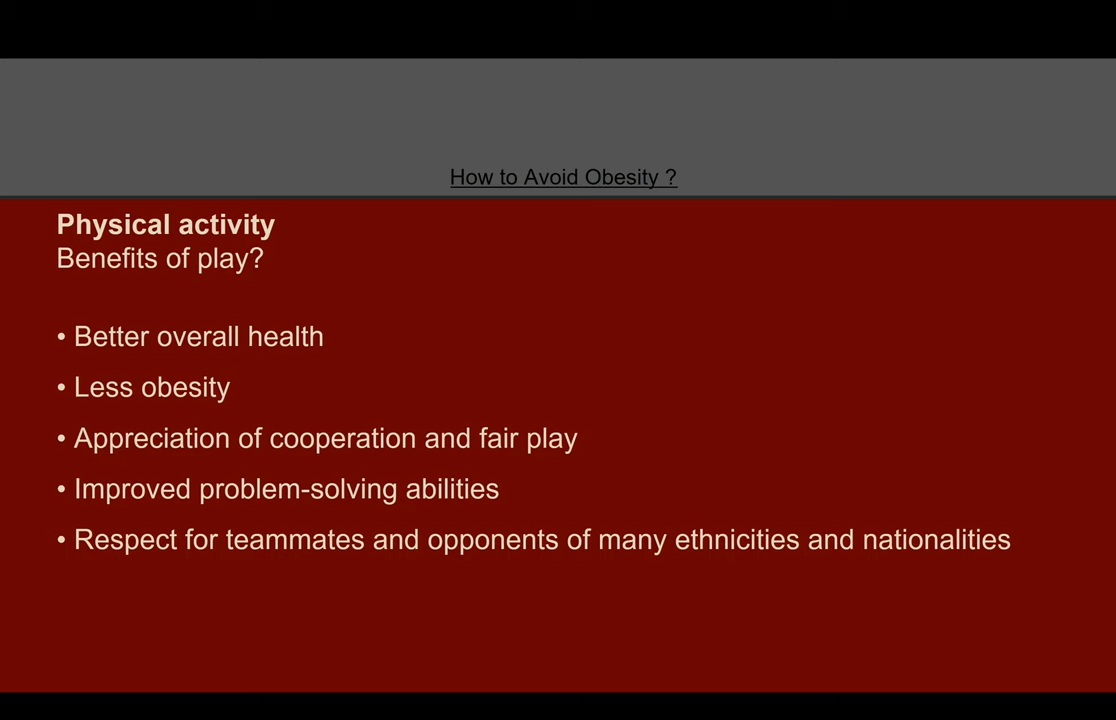 How to Avoid Obesity ?
Physical activity
Benefits of play?
• Better overall health
• Less obesity
• Appreciation of cooperation and fair play
• Improved problem-solving abilities
• Respect for teammates and opponents of many ethnicities and nationalities